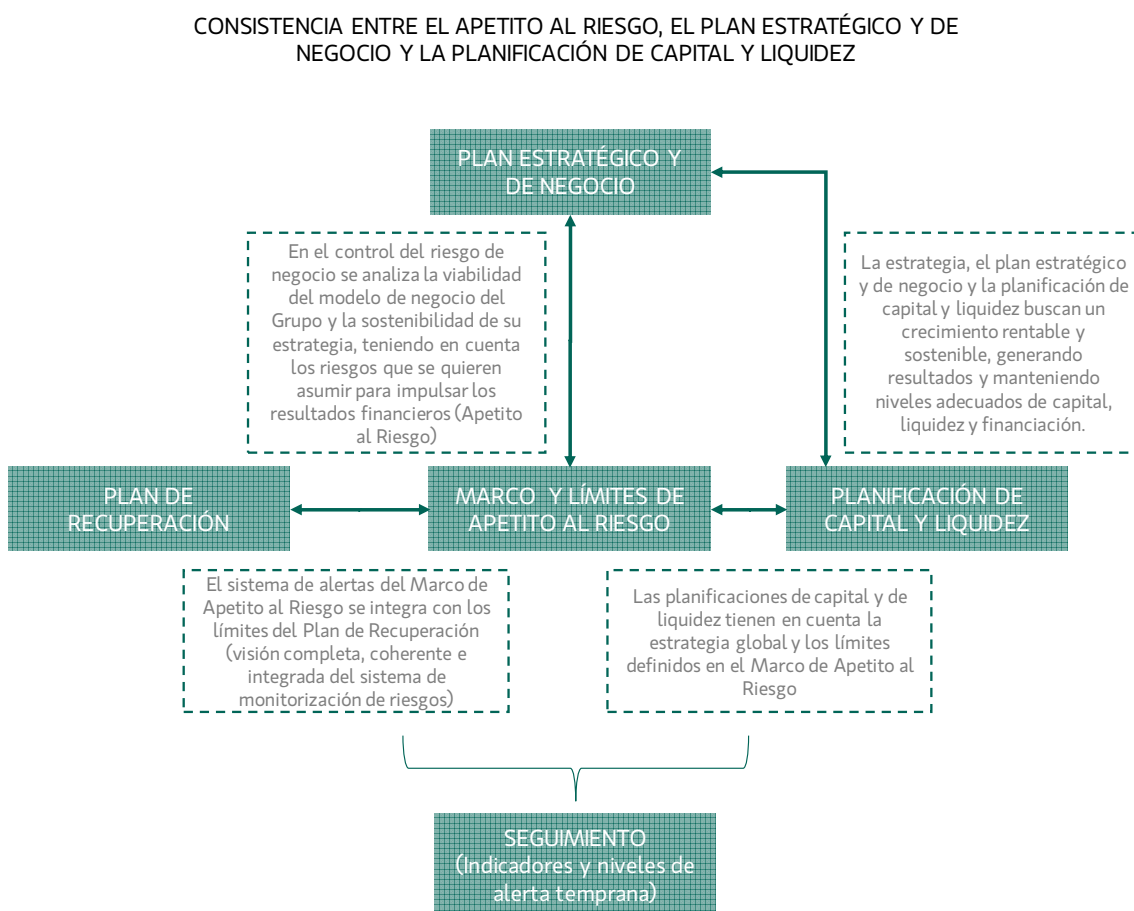 CONSISTENCIA ENTRE EL APETITO AL RIESGO, EL PLAN ESTRATÉGICO Y DE
NEGOCIO Y LA PLANIFICACIÓN DE CAPITAL Y LIQUIDEZ
PLAN ESTRATÉGICO Y
DE NEGOCIO
En el control del riesgo de
negocio se analiza la viabilidad
del modelo de negocio del
Grupo y la sostenibilidad de su
estrategia, teniendo en cuenta
los riesgos que se quieren
asumir para impulsar los
resultados financieros (Apetito
al Riesgo)
La estrategia, el plan estratégico
y de negocio y la planificación de
capital y liquidez buscan un
crecimiento rentable y
sostenible, generando
resultados y manteniendo
niveles adecuados de capital,
liquidez y financiación.
PLAN DE
RECUPERACIÓN
MARCO Y LÍMITES DE
APETITO AL RIESGO
PLANIFICACIÓN DE
CAPITAL Y LIQUIDEZ
El sistema de alertas del Marco de
Apetito al Riesgo se integra con los
límites del Plan de Recuperación
(visión completa, coherente e
integrada del sistema de
monitorización de riesgos)
Las planificaciones de capital y de
liquidez tienen en cuenta la
estrategia global y los límites
definidos en el Marco de Apetito al
Riesgo
SEGUIMIENTO
(Indicadores y niveles de
alerta temprana)